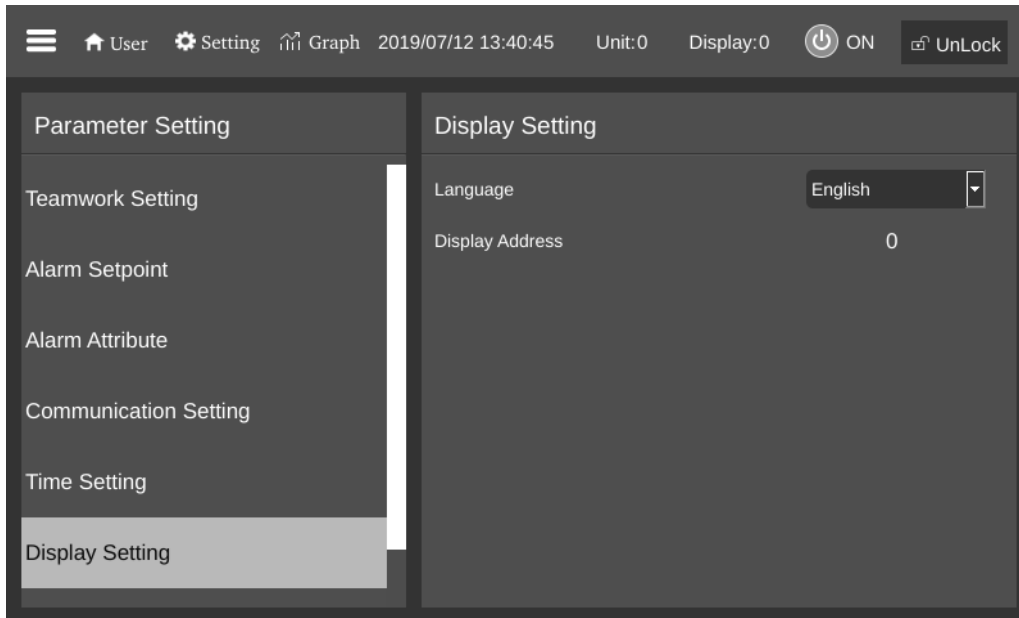 User Setting Graph 2019/07/12 13:40:45 Unit:0 Display:0 ON UnLock
Parameter Setting
Teamwork Setting
Alarm Setpoint
Alarm Attribute
Communication Setting
Time Setting
Display Setting
Display Setting
Language English
Display Address 0